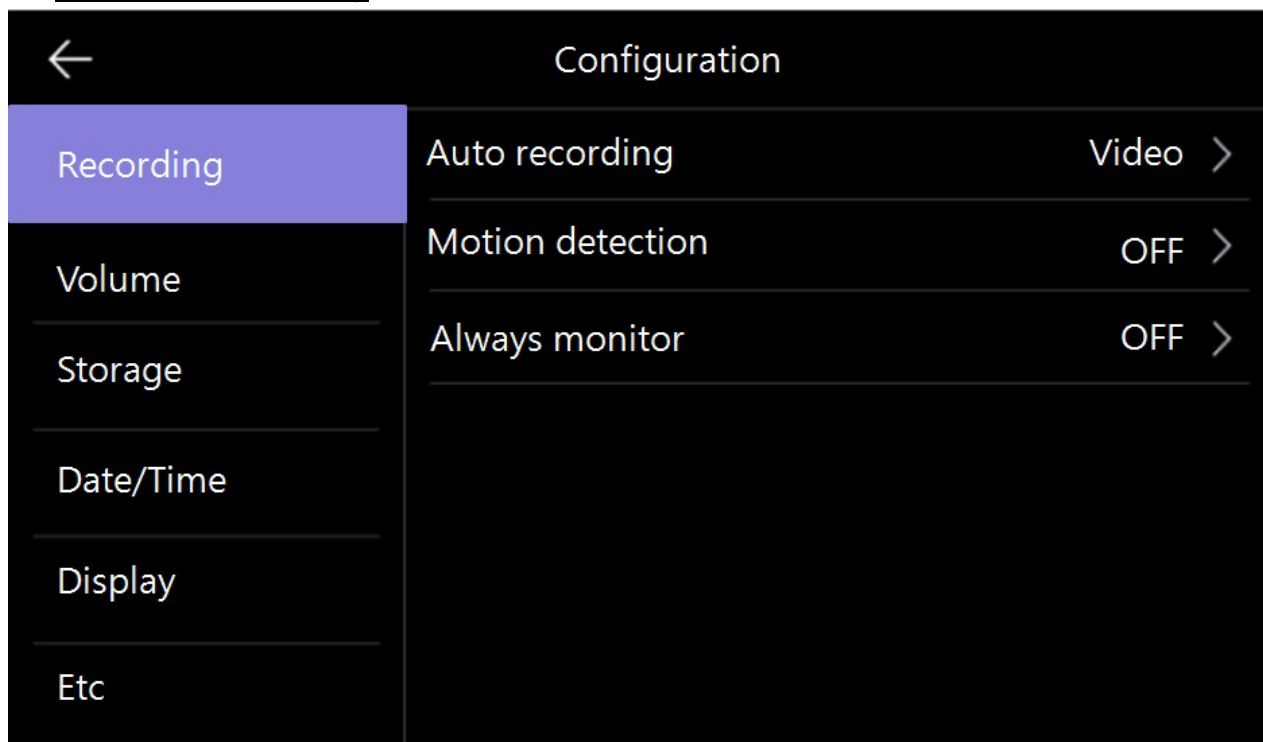 Configuration
Recording
Auto recording Video
Motion detection OFF
Volume
Always monitor OFF
Storage
Date/Time
Display
Etc